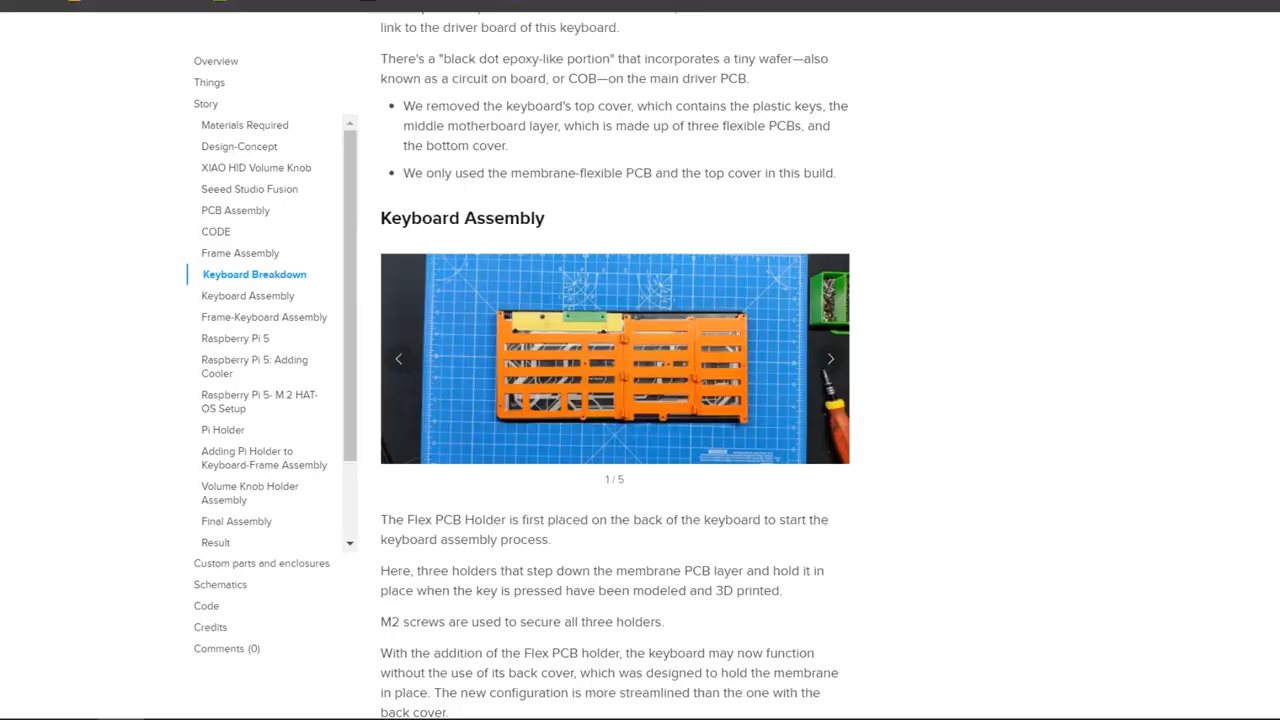 Overview
Things
Story
Materials Required
Design-Concept
XIAO HID Volume Knob
Seeed Studio Fusion
PCB Assembly
CODE
Frame Assembly
Keyboard Breakdown
Keyboard Assembly
Frame-Keyboard Assembly
Raspberry Pi 5
Raspberry Pi 5: Adding
Cooler
Raspberry Pi 5- M.2 HAT-
OS Setup
Pi Holder
Adding Pi Holder to
Keyboard-Frame Assembly
Volume Knob Holder
Assembly
Final Assembly
Result
Custom parts and enclosures
Schematics
Code
Credits
Comments (0)
link to the driver board of this keyboard.
There's a "black dot epoxy-like portion" that incorporates a tiny wafer—also
known as a circuit on board, or COB—on the main driver PCB.
• We removed the keyboard's top cover, which contains the plastic keys, the
middle motherboard layer, which is made up of three flexible PCBs, and
the bottom cover.
• We only used the membrane-flexible PCB and the top cover in this build.
Keyboard Assembly
1 / 5
The Flex PCB Holder is first placed on the back of the keyboard to start the
keyboard assembly process.
Here, three holders that step down the membrane PCB layer and hold it in
place when the key is pressed have been modeled and 3D printed.
M2 screws are used to secure all three holders.
With the addition of the Flex PCB holder, the keyboard may now function
without the use of its back cover, which was designed to hold the membrane
in place. The new configuration is more streamlined than the one with the
back cover.